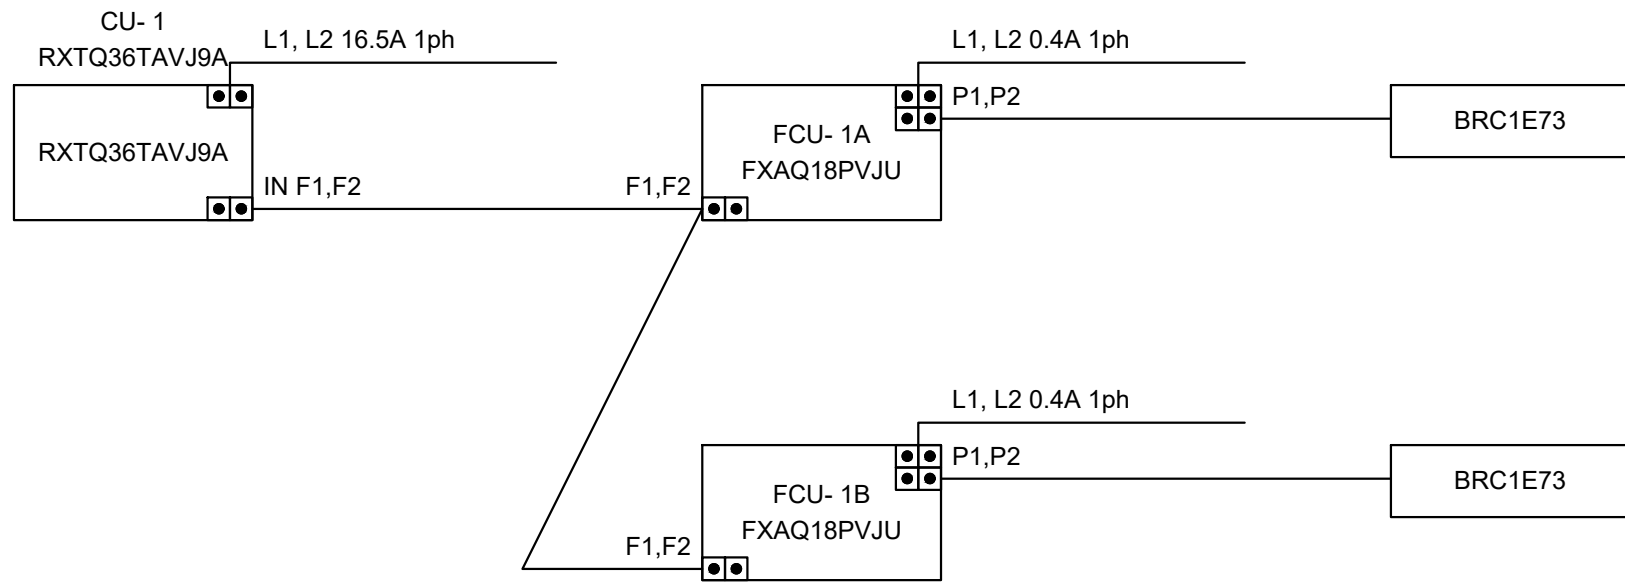 CU- 1
RXTQ36TAVJ9A
L1, L2 16.5A 1ph
RXTQ36TAVJ9A
IN F1,F2
L1, L2 0.4A 1ph
P1,P2
FCU- 1A
FXAQ18PVJU
F1,F2
BRC1E73
L1, L2 0.4A 1ph
P1,P2
FCU- 1B
FXAQ18PVJU
F1,F2
BRC1E73